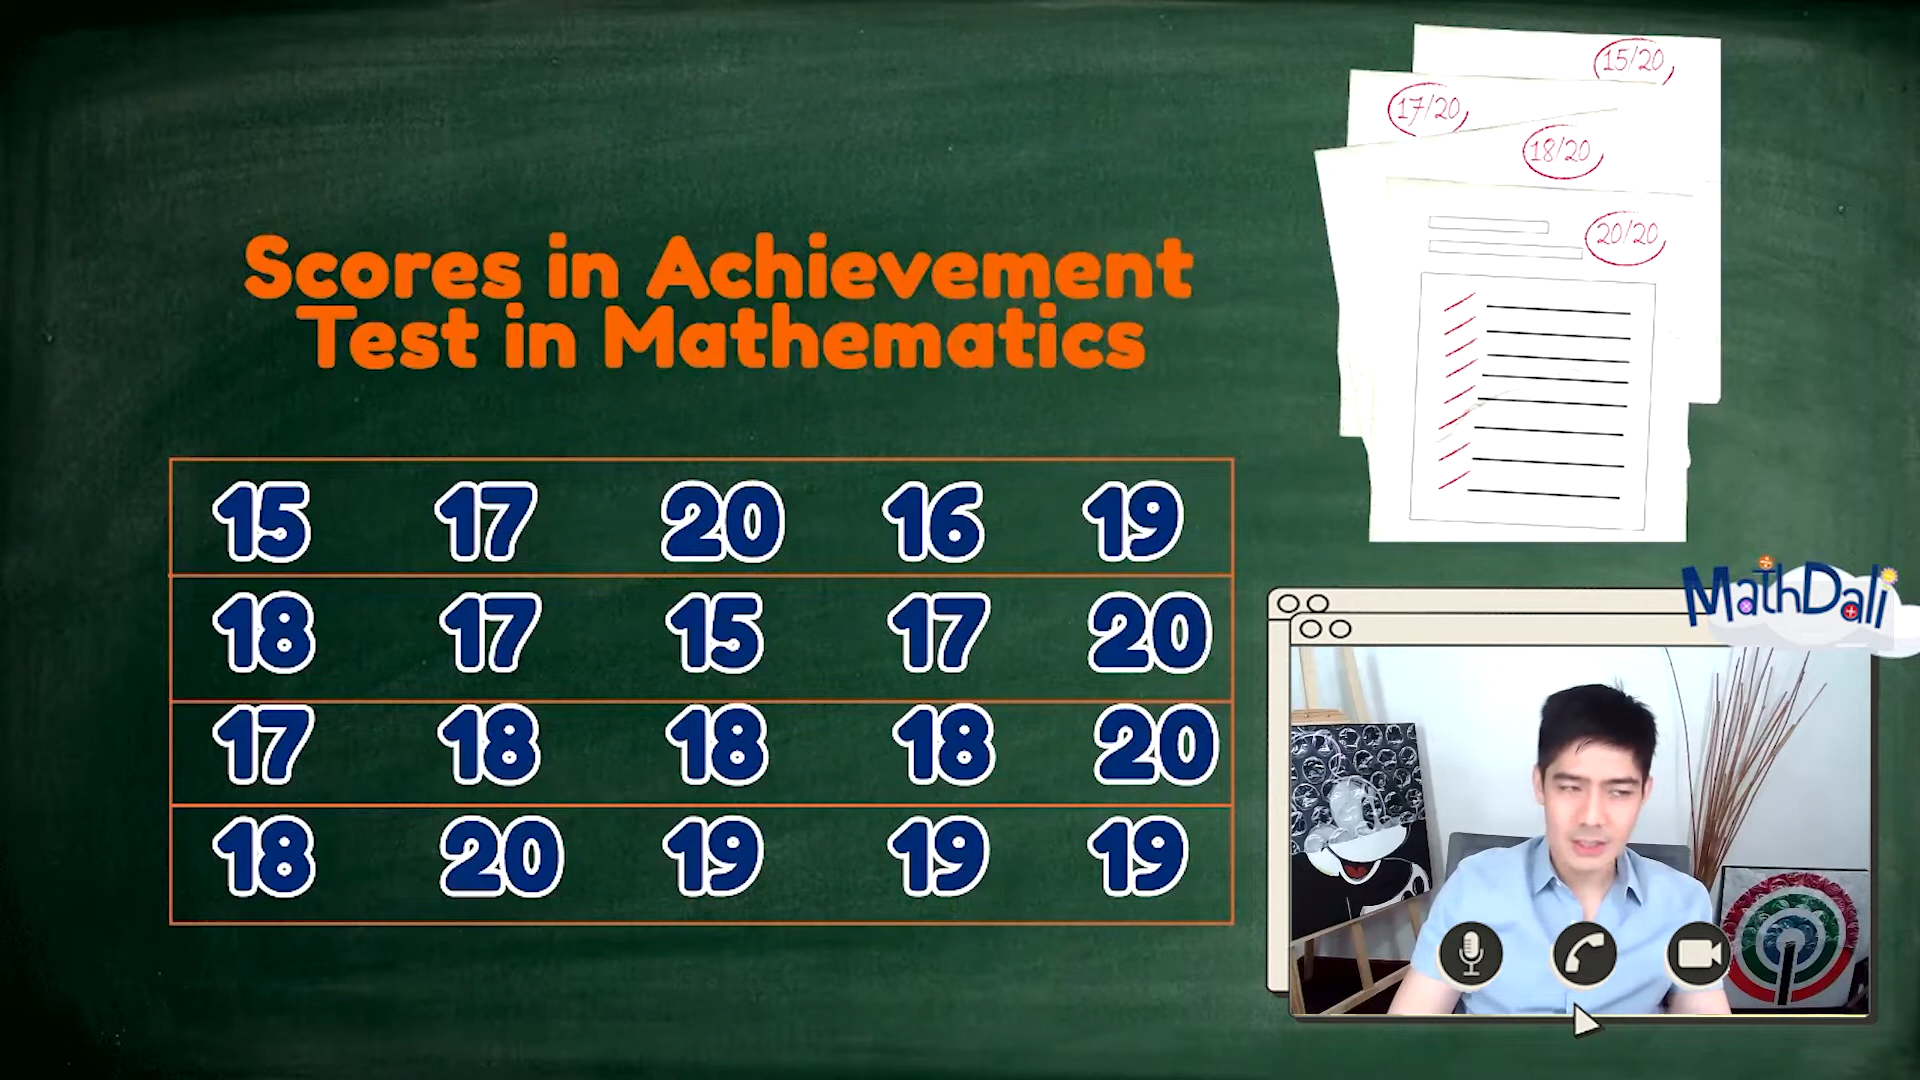 15/20
17/20
18/20
20/20
Scores in Achievement
Test in Mathematics
15 17 20 16 19
18 17 15 17 20
17 18 18 18 20
18 20 19 19 19
MathDali